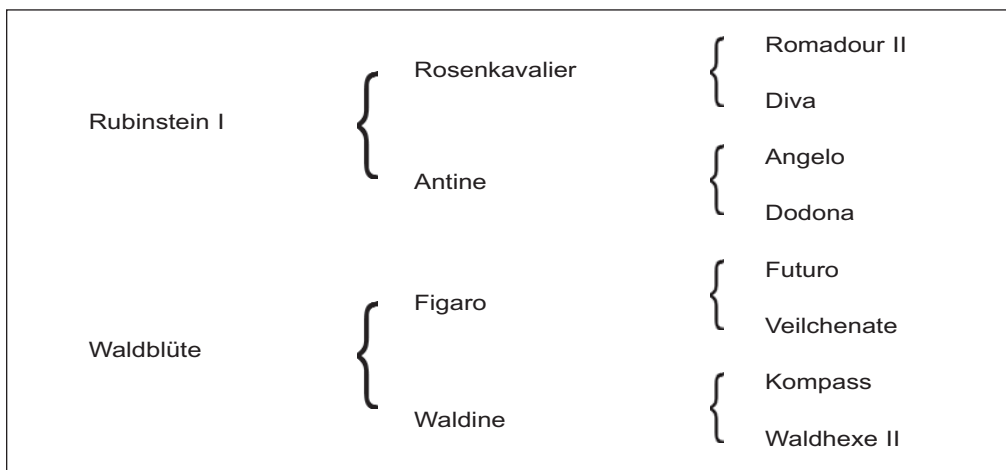 Romadour II
Rosenkavalier
Diva
Rubinstein I
Angelo
Antine
Dodona
Futuro
Figaro
Veilchenate
Waldblüte
Kompass
Waldine
Waldhexe II